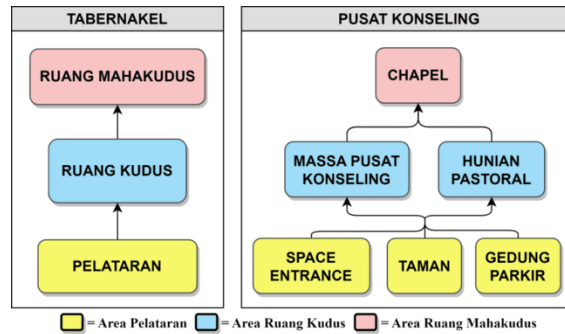 TABERNAKEL
RUANG MAHAKUDUS
RUANG KUDUS
PELATARAN
PUSAT KONSELING
CHAPEL
MASSA PUSAT
KONSELING
HUNIAN
PASTORAL
SPACE
ENTRANCE
TAMAN
GEDUNG
PARKIR
= Area Pelataran = Area Ruang Kudus = Area Ruang Mahakudus